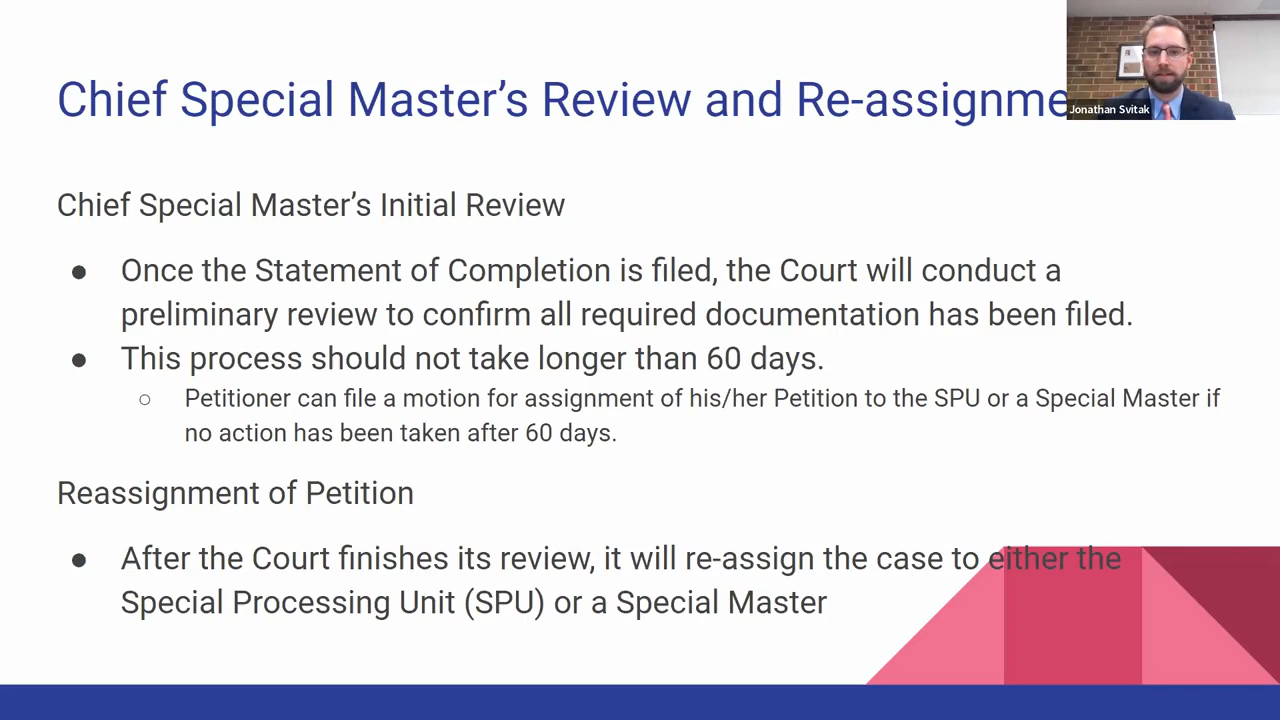 Chief Special Master's Review and Re-assignme
Jonathan Svitak
Chief Special Master's Initial Review
● Once the Statement of Completion is filed, the Court will conduct a
preliminary review to confirm all required documentation has been filed.
● This process should not take longer than 60 days.
○ Petitioner can file a motion for assignment of his/her Petition to the SPU or a Special Master if
no action has been taken after 60 days.
Reassignment of Petition
● After the Court finishes its review, it will re-assign the case to either the
Special Processing Unit (SPU) or a Special Master